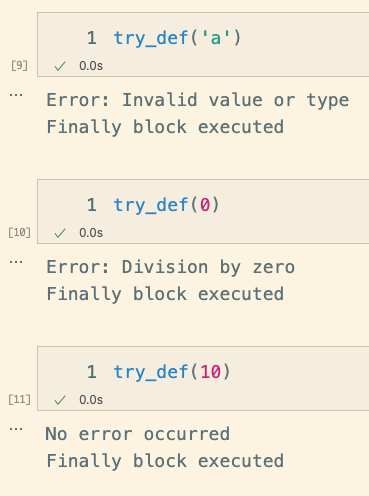 1 try_def('a')
[9] ✓ 0.0s
... Error: Invalid value or type
Finally block executed
1 try_def(0)
[10] ✓ 0.0s
... Error: Division by zero
Finally block executed
1 try_def(10)
[11] ✓ 0.0s
... No error occurred
Finally block executed